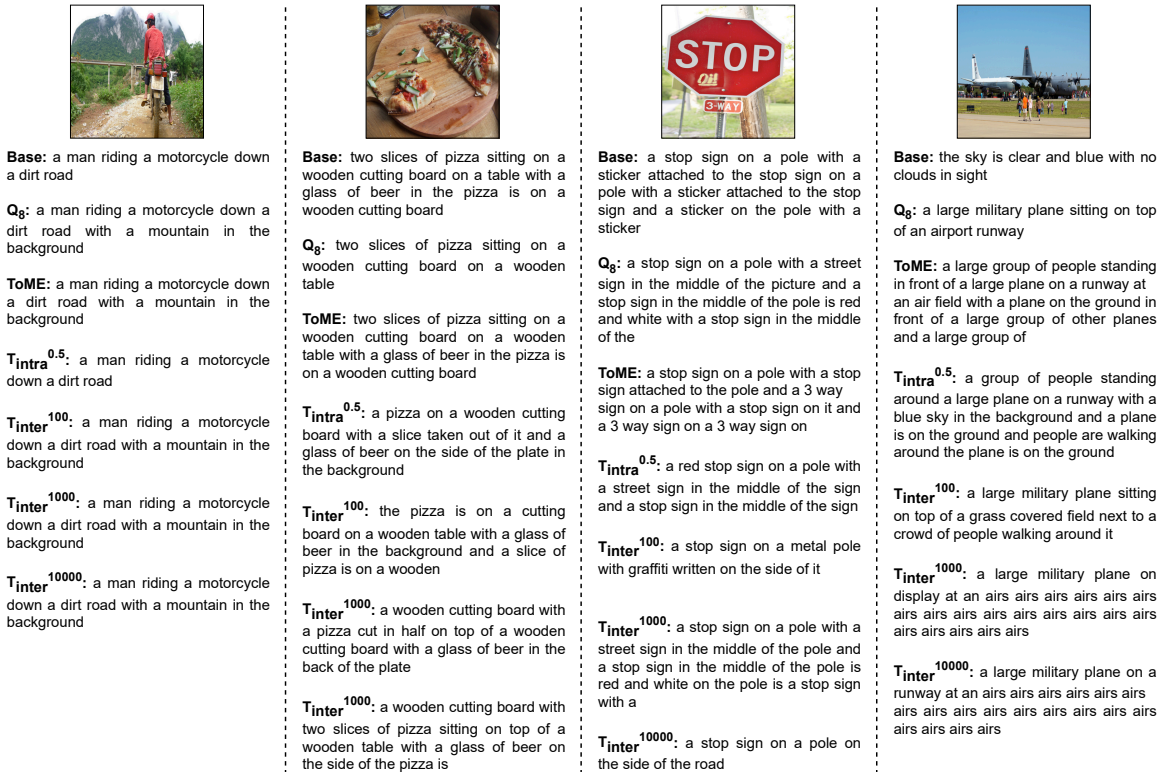 Base: a man riding a motorcycle down
a dirt road
Q8: a man riding a motorcycle down a
dirt road with a mountain in the
background
ToME: a man riding a motorcycle down
a dirt road with a mountain in the
background
Tintra0.5: a man riding a motorcycle
down a dirt road
Tinter100: a man riding a motorcycle
down a dirt road with a mountain in the
background
Tinter1000: a man riding a motorcycle
down a dirt road with a mountain in the
background
Tinter10000: a man riding a motorcycle
down a dirt road with a mountain in the
background
Base: two slices of pizza sitting on a
wooden cutting board on a table with a
glass of beer in the pizza is on a
wooden cutting board
Q8: two slices of pizza sitting on a
wooden cutting board on a wooden
table
ToME: two slices of pizza sitting on a
wooden cutting board on a wooden
table with a glass of beer in the pizza is
on a wooden cutting board
Tintra0.5: a pizza on a wooden cutting
board with a slice taken out of it and a
glass of beer on the side of the plate in
the background
Tinter100: the pizza is on a cutting
board on a wooden table with a glass of
beer in the background and a slice of
pizza is on a wooden
Tinter1000: a wooden cutting board with
a pizza cut in half on top of a wooden
cutting board with a glass of beer in the
back of the plate
Tinter1000: a wooden cutting board with
two slices of pizza sitting on top of a
wooden table with a glass of beer on
the side of the pizza is
STOP
Oil
3-WAY
Base: a stop sign on a pole with a
sticker attached to the stop sign on a
pole with a sticker attached to the stop
sign and a sticker on the pole with a
sticker
Q8: a stop sign on a pole with a street
sign in the middle of the picture and a
stop sign in the middle of the pole is red
and white with a stop sign in the middle
of the
ToME: a stop sign on a pole with a stop
sign attached to the pole and a 3 way
sign on a pole with a stop sign on it and
a 3 way sign on a 3 way sign on
Tintra0.5: a red stop sign on a pole with
a street sign in the middle of the sign
and a stop sign in the middle of the sign
Tinter100: a stop sign on a metal pole
with graffiti written on the side of it
Tinter1000: a stop sign on a pole with a
street sign in the middle of the pole and
a stop sign in the middle of the pole is
red and white on the pole is a stop sign
with a
Tinter10000: a stop sign on a pole on
the side of the road
Base: the sky is clear and blue with no
clouds in sight
Q8: a large military plane sitting on top
of an airport runway
ToME: a large group of people standing
in front of a large plane on a runway at
an air field with a plane on the ground in
front of a large group of other planes
and a large group of
Tintra0.5: a group of people standing
around a large plane on a runway with a
blue sky in the background and a plane
is on the ground and people are walking
around the plane is on the ground
Tinter100: a large military plane sitting
on top of a grass covered field next to a
crowd of people walking around it
Tinter1000: a large military plane on
display at an airs airs airs airs airs airs
airs airs airs airs airs airs airs airs airs
airs airs airs airs airs
Tinter10000: a large military plane on a
runway at an airs airs airs airs airs airs
airs airs airs airs airs airs airs airs airs
airs airs airs airs